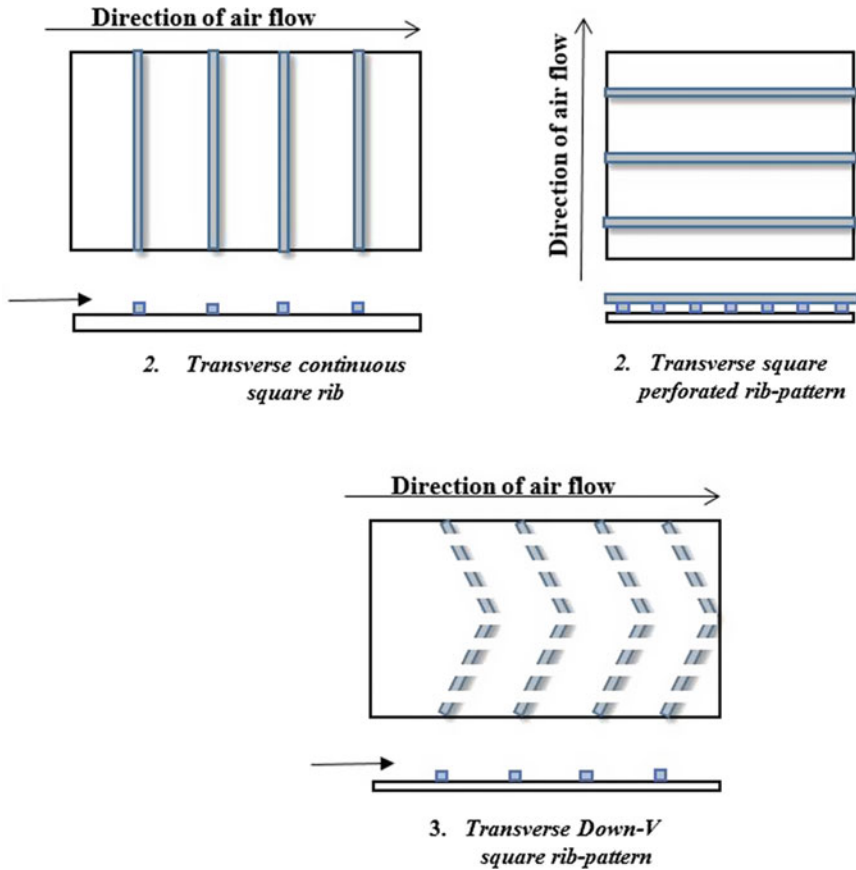 Direction of air flow
Direction of air flow
2. Transverse continuous
square rib
2. Transverse square
perforated rib-pattern
Direction of air flow
3. Transverse Down-V
square rib-pattern